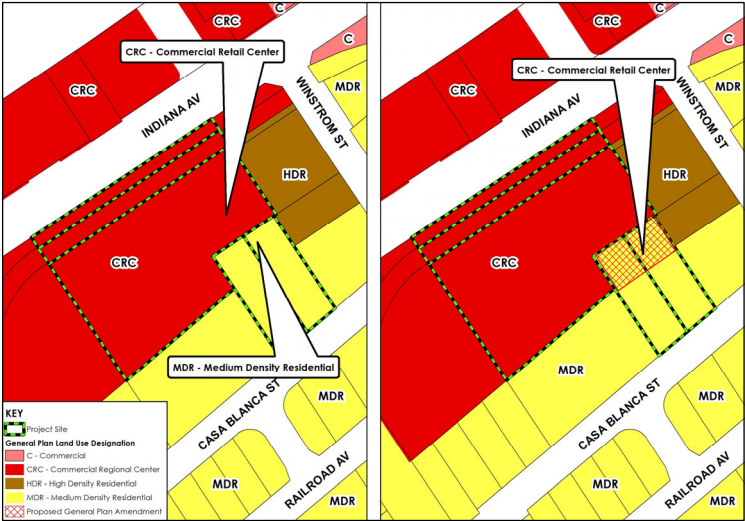 CRC
C
CRC - Commercial Retail Center
CRC
MDR
INDIANA AV
WINSTROM ST
HDR
CRC
MDR - Medium Density Residential
MDR
CASA BLANCA ST
MDR
MDR
RAILROAD AV
MDR
KEY
Project Site
General Plan Land Use Designation
C - Commercial
CRC - Commercial Regional Center
HDR - High Density Residential
MDR - Medium Density Residential
Proposed General Plan Amendment
CRC
C
CRC - Commercial Retail Center
CRC
MDR
INDIANA AV
WINSTROM ST
HDR
CRC
MDR
CASA BLANCA ST
MDR
MDR
RAILROAD AV
MDR